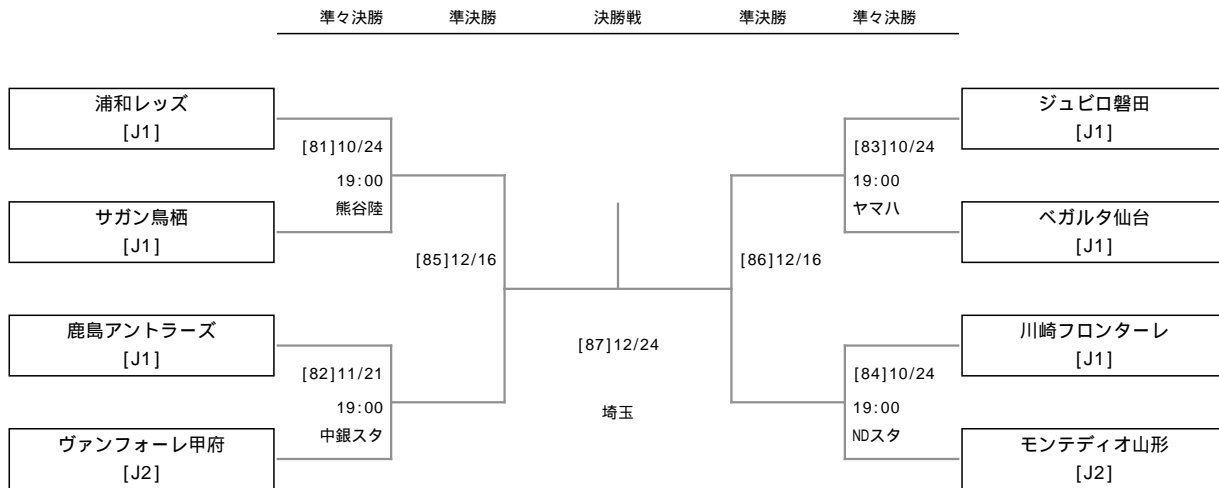 準々決勝 準決勝 決勝戦 準決勝 準々決勝
浦和レッズ
[J1]
サガン鳥栖
[J1]
鹿島アントラーズ
[J1]
ヴァンフォーレ甲府
[J2]
[81]10/24
19:00
熊谷陸
[82]11/21
19:00
中銀スタ
[85]12/16
[87]12/24
埼玉
[86]12/16
[83]10/24
19:00
ヤマハ
[84]10/24
19:00
NDスタ
ジュビロ磐田
[J1]
ベガルタ仙台
[J1]
川崎フロンターレ
[J1]
モンテディオ山形
[J2]